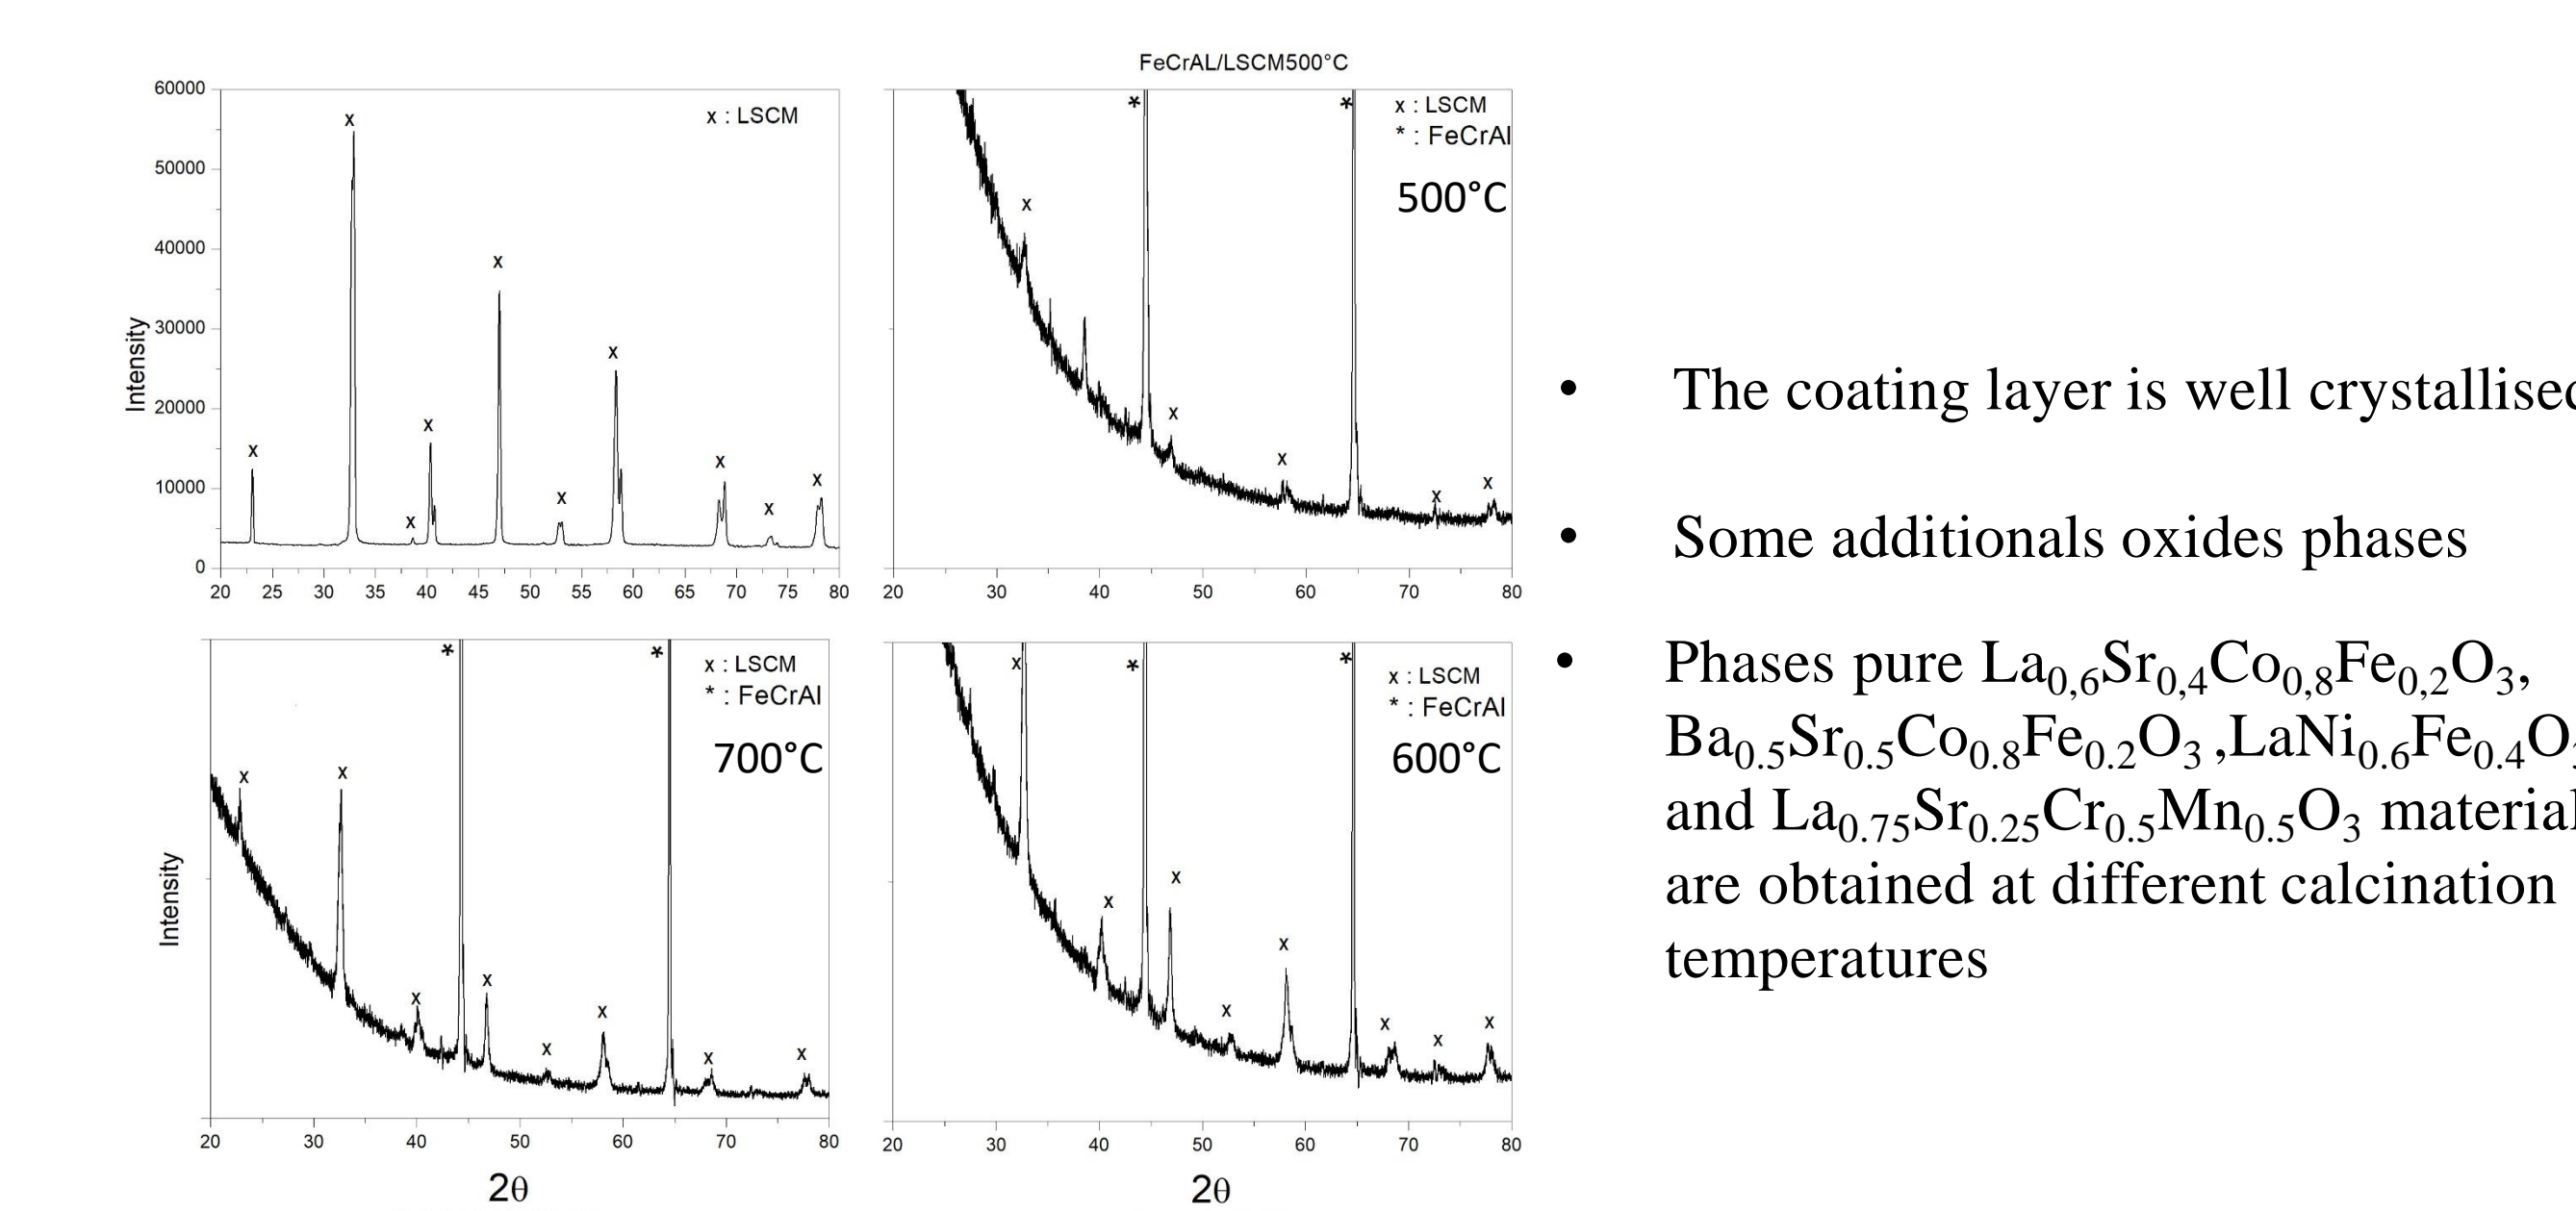 FeCrAL/LSCM500°C
60000
50000
40000
30000
20000
10000
0
Intensity
x : LSCM
x x x x x x x x x x
20 25 30 35 40 45 50 55 60 65 70 75 80
x : LSCM
* : FeCrAl
500°C
* *
x x x x x
20 30 40 50 60 70 80
x : LSCM
* : FeCrAl
700°C
* *
x x x x x x x x
Intensity
20 30 40 50 60 70 80
2θ
x : LSCM
* : FeCrAl
600°C
* *
x x x x x x x x
20 30 40 50 60 70 80
2θ
• The coating layer is well crystallised
• Some additionals oxides phases
• Phases pure La0,6Sr0,4Co0,8Fe0,2O3,
Ba0.5Sr0.5Co0.8Fe0.2O3 ,LaNi0.6Fe0.4O3
and La0.75Sr0.25Cr0.5Mn0.5O3 material
are obtained at different calcination
temperatures